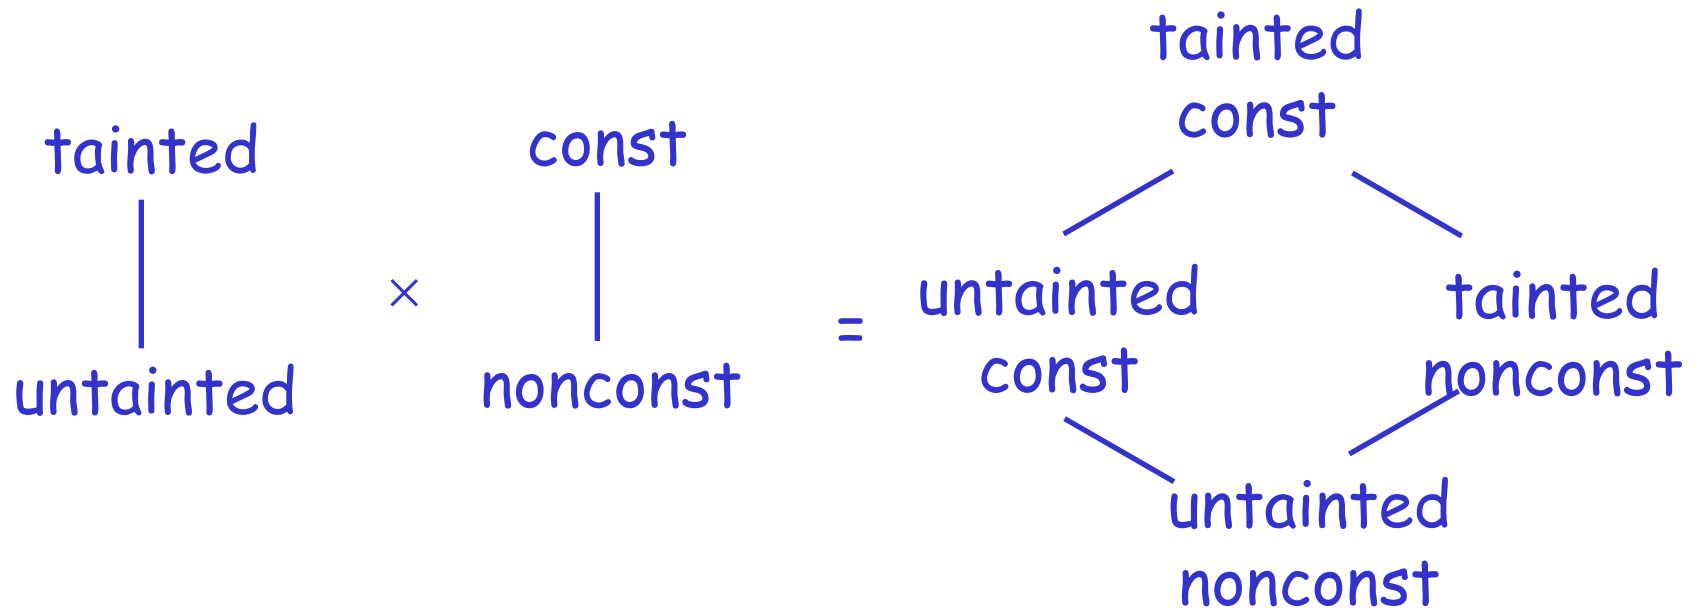 tainted
untainted
×
const
nonconst
=
tainted
const
untainted
const
tainted
nonconst
untainted
nonconst